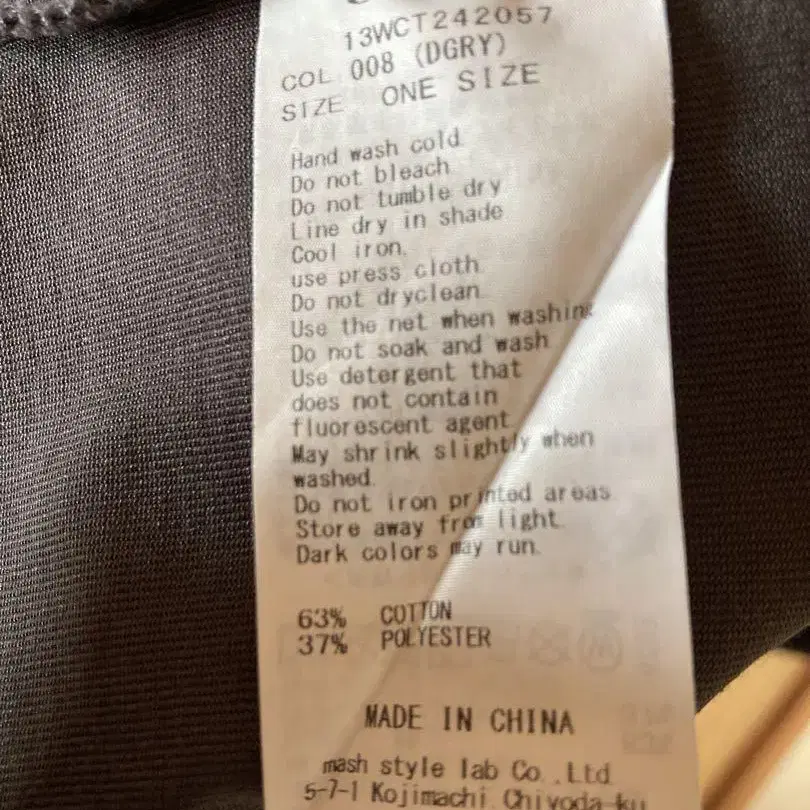 13WCT242057
COL 008 (DGRY)
SIZE ONE SIZE
Hand wash cold.
Do not bleach
Do not tumble dry
Line dry in shade
Cool iron.
use press cloth
Do not dryclean
Use the net when washing
Do not soak and wash
Use detergent that
does not contain
fluorescent agent.
May shrink slightly when
washed.
Do not iron printed areas.
Store away from light.
Dark colors may run.
63% COTTON
37% POLYESTER
MADE IN CHINA
mash style lab Co.,Ltd.
5-7-1 Kojimachi, Chiyoda-ku